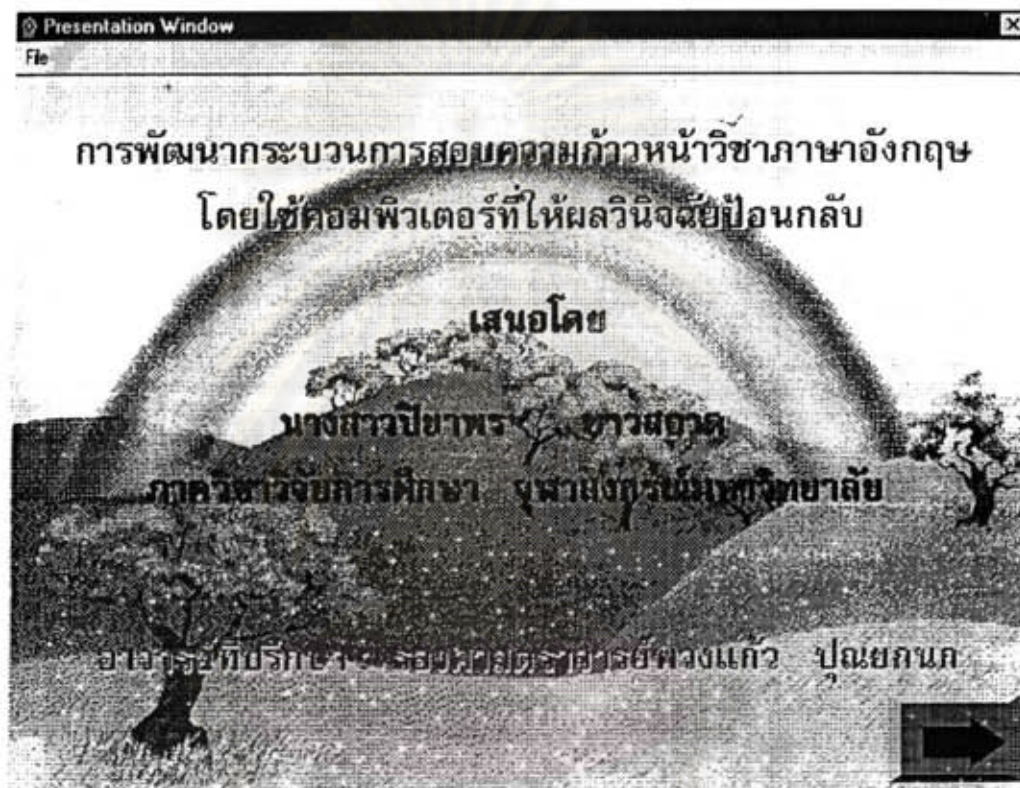 Presentation Window
File
การพัฒนากระบวนการสอบความก้าวหน้าวิชาภาษาอังกฤษ
โดยใช้คอมพิวเตอร์ที่ให้ผลวินิจฉัยป้อนกลับ
เสนอโดย
นางสาวปิยาพร ขาวสอาด
ภาควิชาวิจัยการศึกษา จุฬาลงกรณ์มหาวิทยาลัย
อาจารย์ที่ปรึกษา รองศาสตราจารย์พวงแก้ว ปุณยกนก